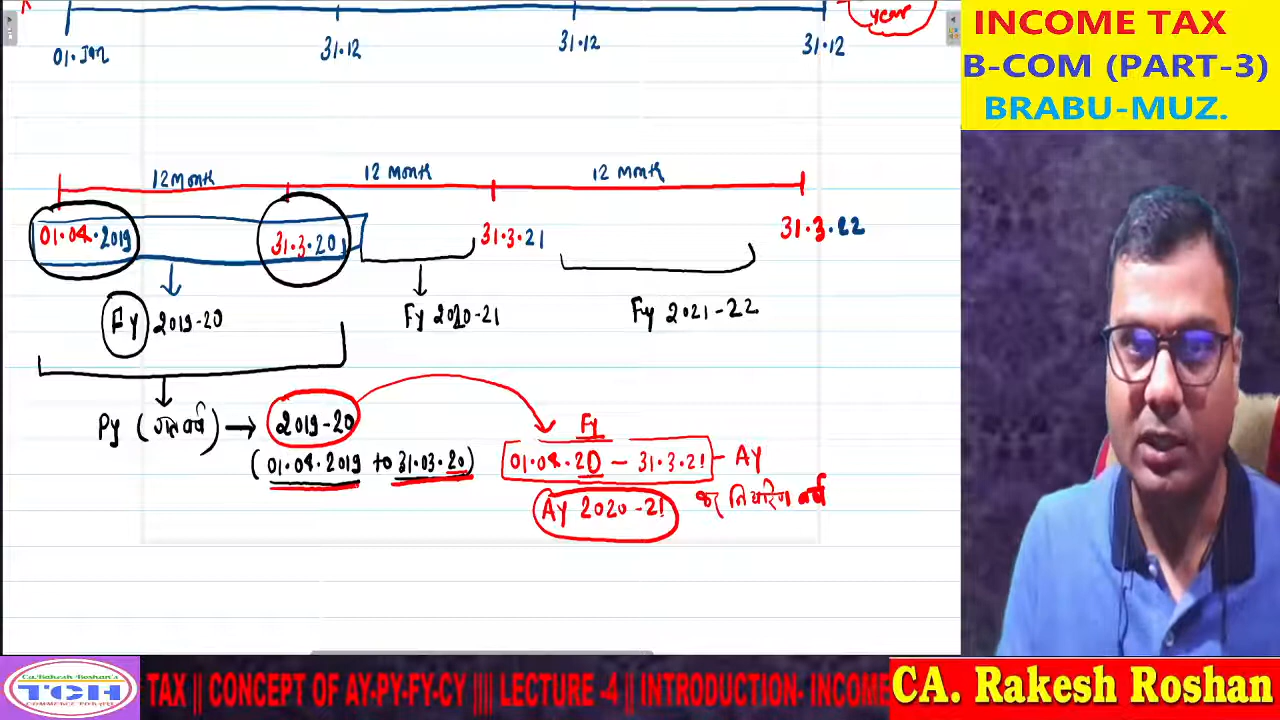 year
01. Jan
31.12
31.12
31.12
12 Month
12 Month
12 Month
01.04.2019
31.3.20
31.3.21
31.3.22
Fy 2019-20
Fy 2020-21
Fy 2021-22
Py (गतवर्ष) → 2019-20
(01.04.2019 to 31.03.20)
Fy
01.04.20 – 31.3.21 – Ay
Ay 2020-21
कर निर्धारण वर्ष
INCOME TAX
B-COM (PART-3)
BRABU-MUZ.
Ca.Rakesh Roshan's
TCH
TAX || CONCEPT OF AY-PY-FY-CY |||| LECTURE -4 || INTRODUCTION- INCOME
CA. Rakesh Roshan